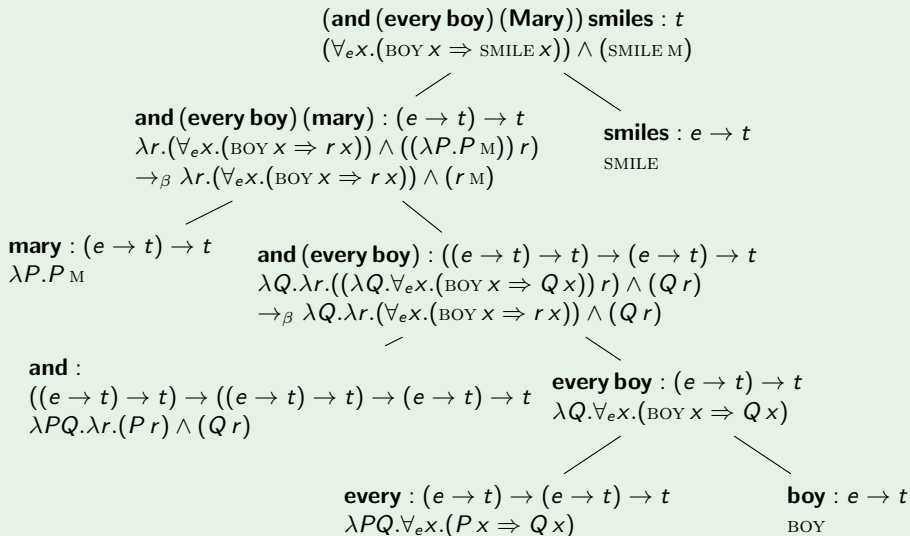 (and (every boy) (Mary)) smiles : t
(∀ₑx.(BOY x ⇒ SMILE x)) ∧ (SMILE M)
and (every boy) (mary) : (e → t) → t
λr.(∀ₑx.(BOY x ⇒ r x)) ∧ ((λP.P M)) r)
→β λr.(∀ₑx.(BOY x ⇒ r x)) ∧ (r M)
smiles : e → t
SMILE
mary : (e → t) → t
λP.P M
and (every boy) : ((e → t) → t) → (e → t) → t
λQ.λr.((λQ.∀ₑx.(BOY x ⇒ Q x)) r) ∧ (Q r)
→β λQ.λr.(∀ₑx.(BOY x ⇒ r x)) ∧ (Q r)
and :
((e → t) → t) → ((e → t) → t) → (e → t) → t
λPQ.λr.(P r) ∧ (Q r)
every boy : (e → t) → t
λQ.∀ₑx.(BOY x ⇒ Q x)
every : (e → t) → (e → t) → t
λPQ.∀ₑx.(P x ⇒ Q x)
boy : e → t
BOY